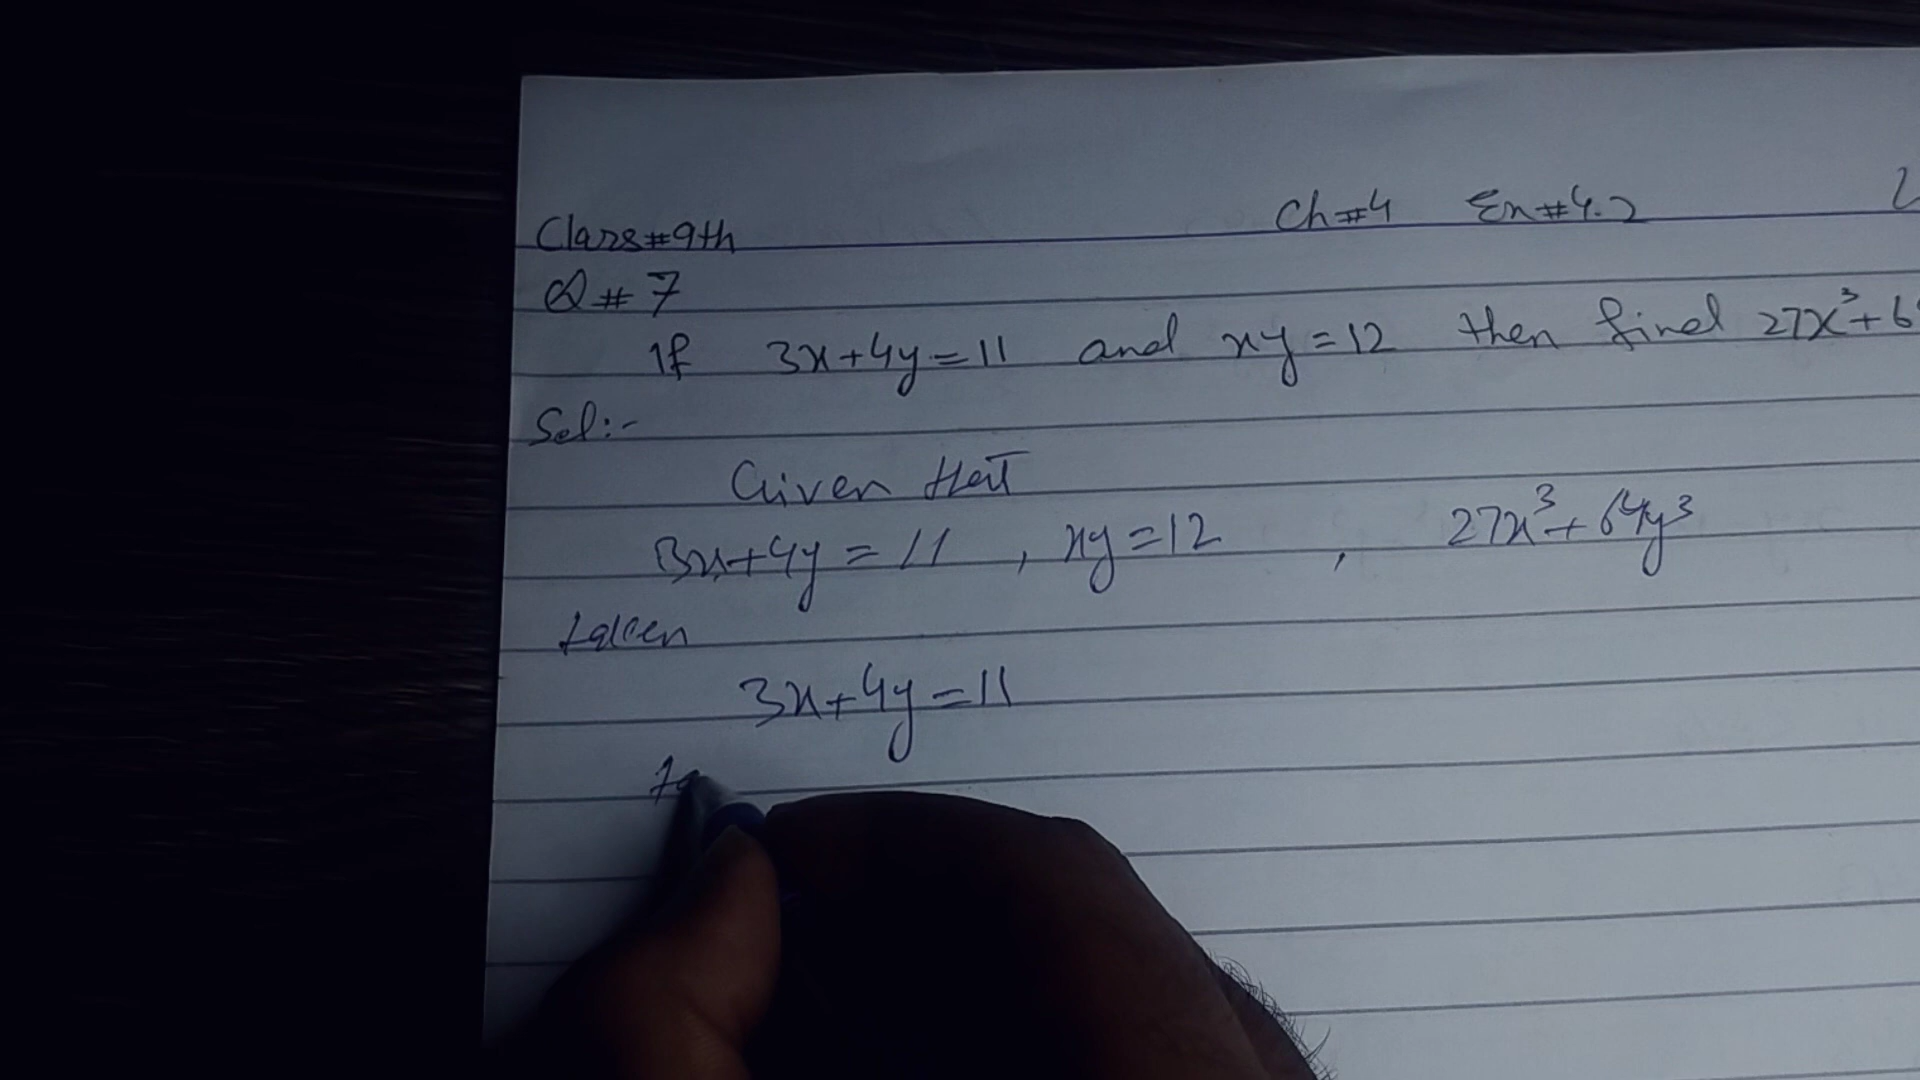 Class#9th Ch#4 Ex#4.2
Q#7
If 3x+4y=11 and xy=12 then find 27x³+6
Sol:-
Given that
3x+4y=11 , xy=12 , 27x³+64y³
taken
3x+4y=11